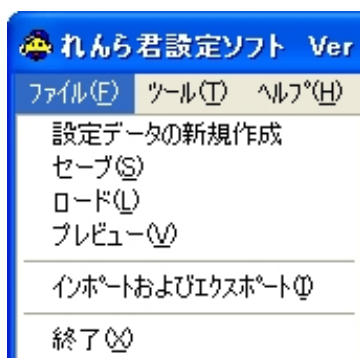 れんら君設定ソフト Ver
ファイル(F) ツール(T) ヘルプ(H)
設定データの新規作成
セーブ(S)
ロード(L)
プレビュー(V)
インポートおよびエクスポート(I)
終了(X)